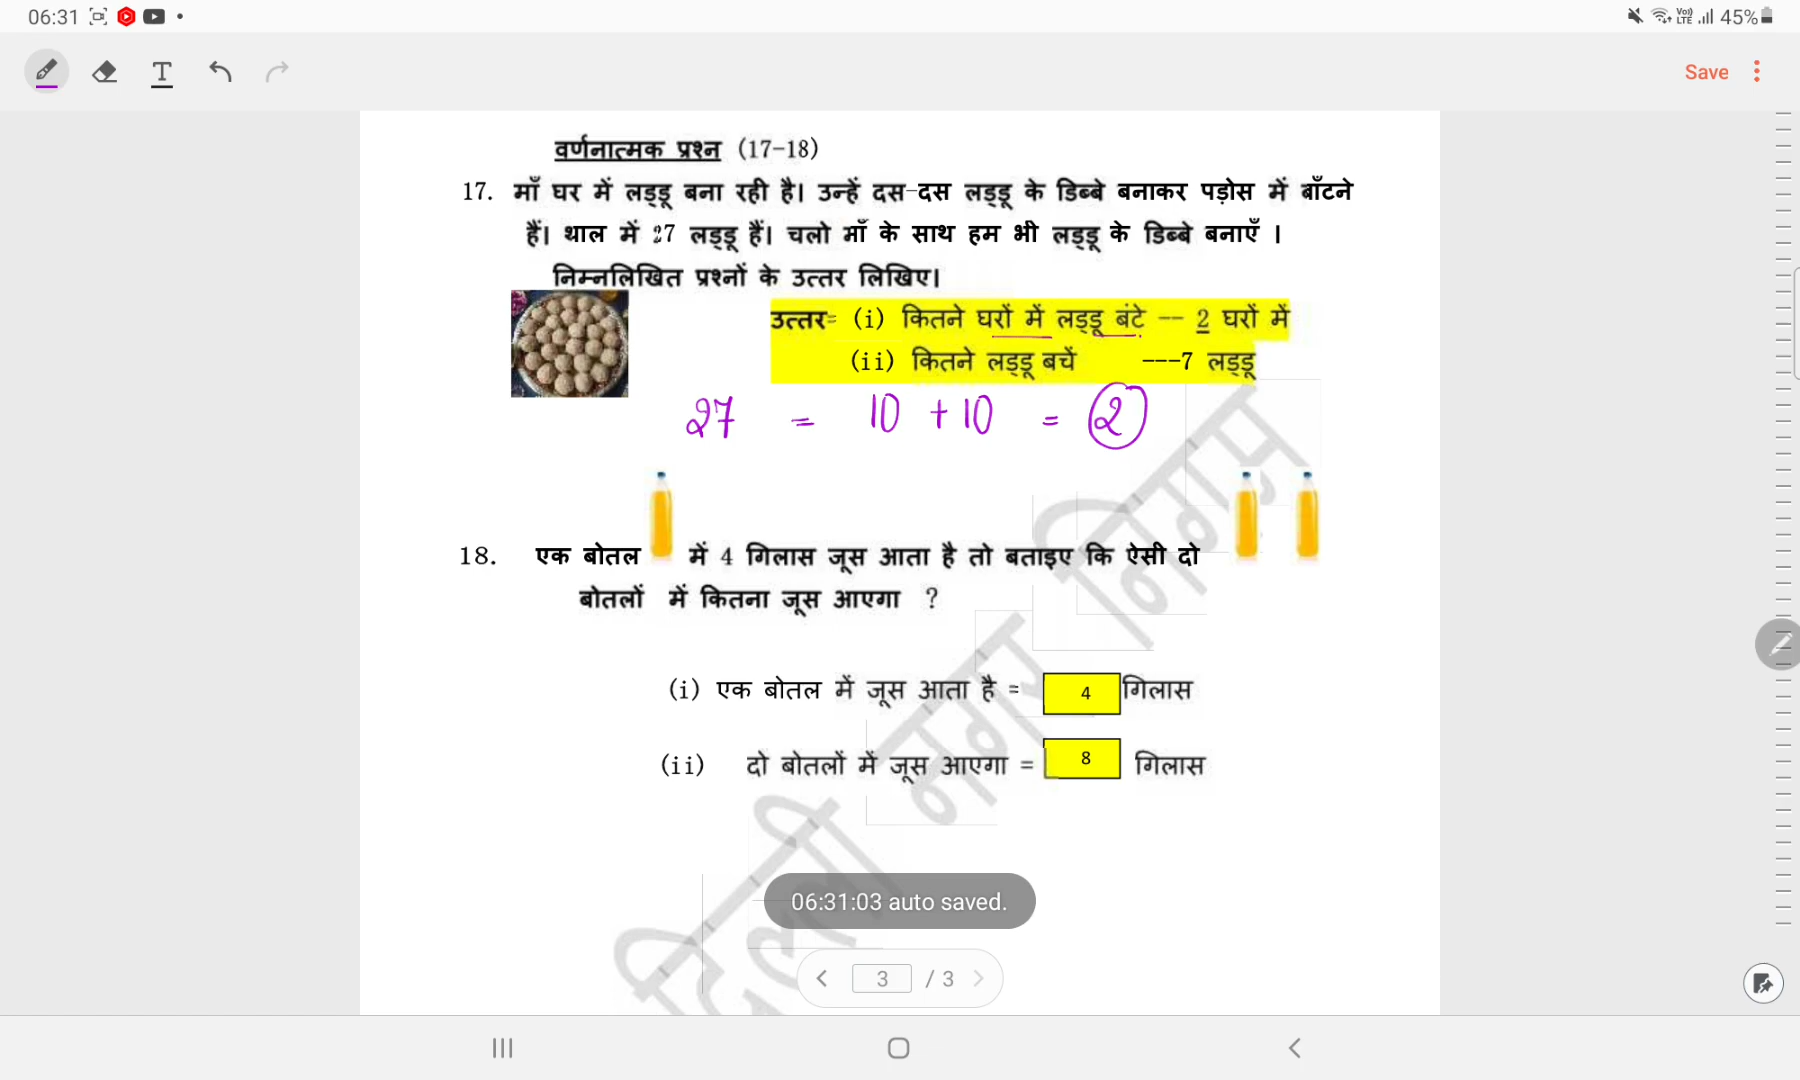 06:31 45%
T Save
वर्णनात्मक प्रश्न (17-18)
17. माँ घर में लड्डू बना रही है। उन्हें दस-दस लड्डू के डिब्बे बनाकर पड़ोस में बाँटने
हैं। थाल में 27 लड्डू हैं। चलो माँ के साथ हम भी लड्डू के डिब्बे बनाएँ ।
निम्नलिखित प्रश्नों के उत्तर लिखिए।
उत्तर= (i) कितने घरों में लड्डू बंटे -- 2 घरों में
(ii) कितने लड्डू बचें ---7 लड्डू
27 = 10 + 10 = 2
18. एक बोतल में 4 गिलास जूस आता है तो बताइए कि ऐसी दो
बोतलों में कितना जूस आएगा ?
(i) एक बोतल में जूस आता है = 4 गिलास
(ii) दो बोतलों में जूस आएगा = 8 गिलास
दिल्ली नगर निगम
06:31:03 auto saved.
3 / 3